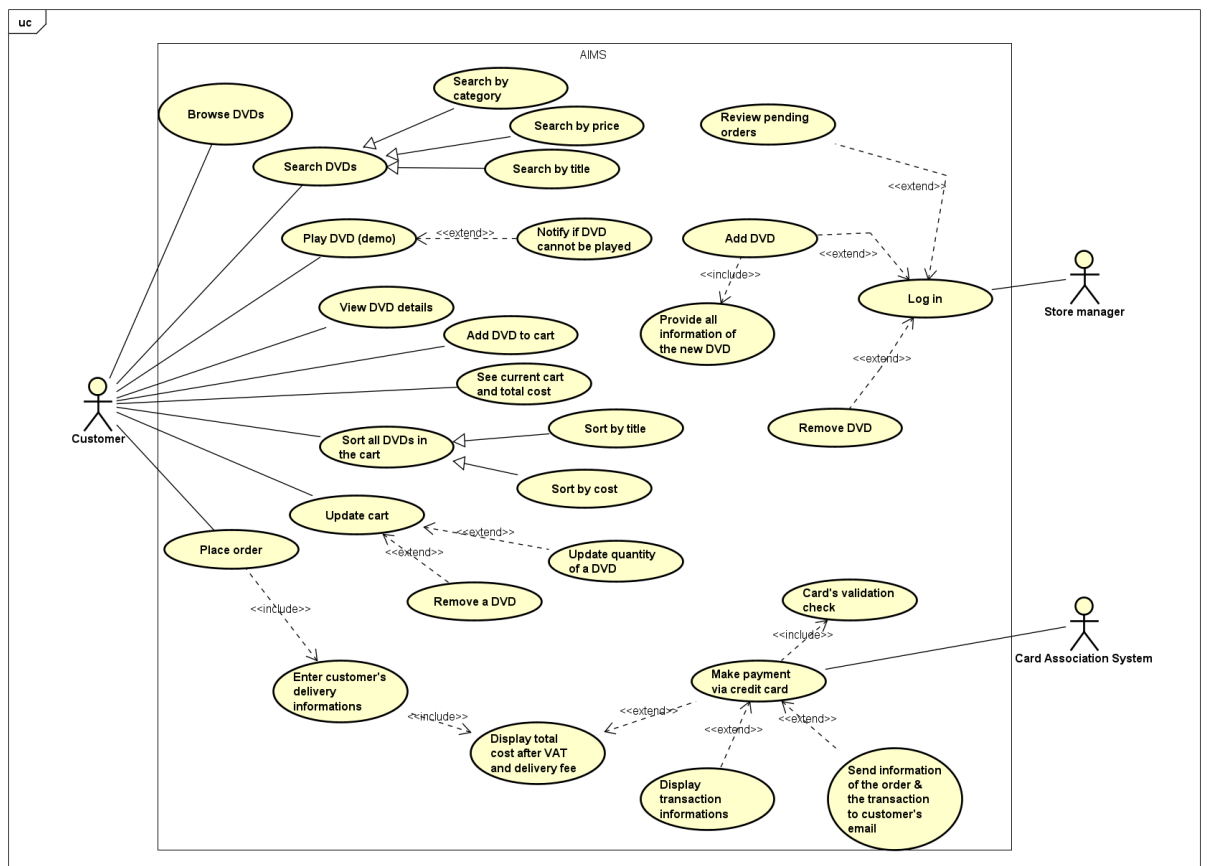 uc
AIMS
Browse DVDs
Search by
category
Search by price
Search DVDs
Search by title
Review pending
orders
<<extend>>
Play DVD (demo)
<<extend>>
Notify if DVD
cannot be played
Add DVD
<<extend>>
<<include>>
View DVD details
Log in
Store manager
Add DVD to cart
Provide all
information of
the new DVD
<<extend>>
See current cart
and total cost
Customer
Sort all DVDs in
the cart
Sort by title
Remove DVD
Sort by cost
Update cart
<<extend>>
Place order
<<extend>>
Update quantity
of a DVD
<<include>>
Remove a DVD
Card's validation
check
<<include>>
Card Association System
Enter customer's
delivery
informations
Make payment
via credit card
<<include>>
<<extend>>
<<extend>>
<<extend>>
Display total
cost after VAT
and delivery fee
Display
transaction
informations
Send information
of the order &
the transaction
to customer's
email